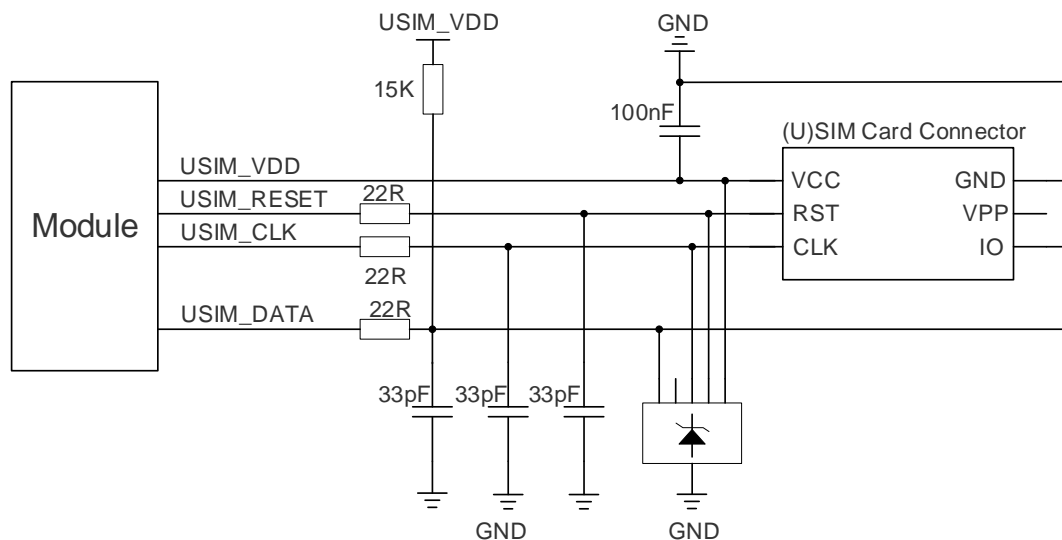 USIM_VDD
GND
15K
100nF
(U)SIM Card Connector
USIM_VDD
VCC
GND
Module
USIM_RESET
22R
RST
VPP
USIM_CLK
CLK
IO
22R
USIM_DATA
22R
33pF
33pF
33pF
GND
GND